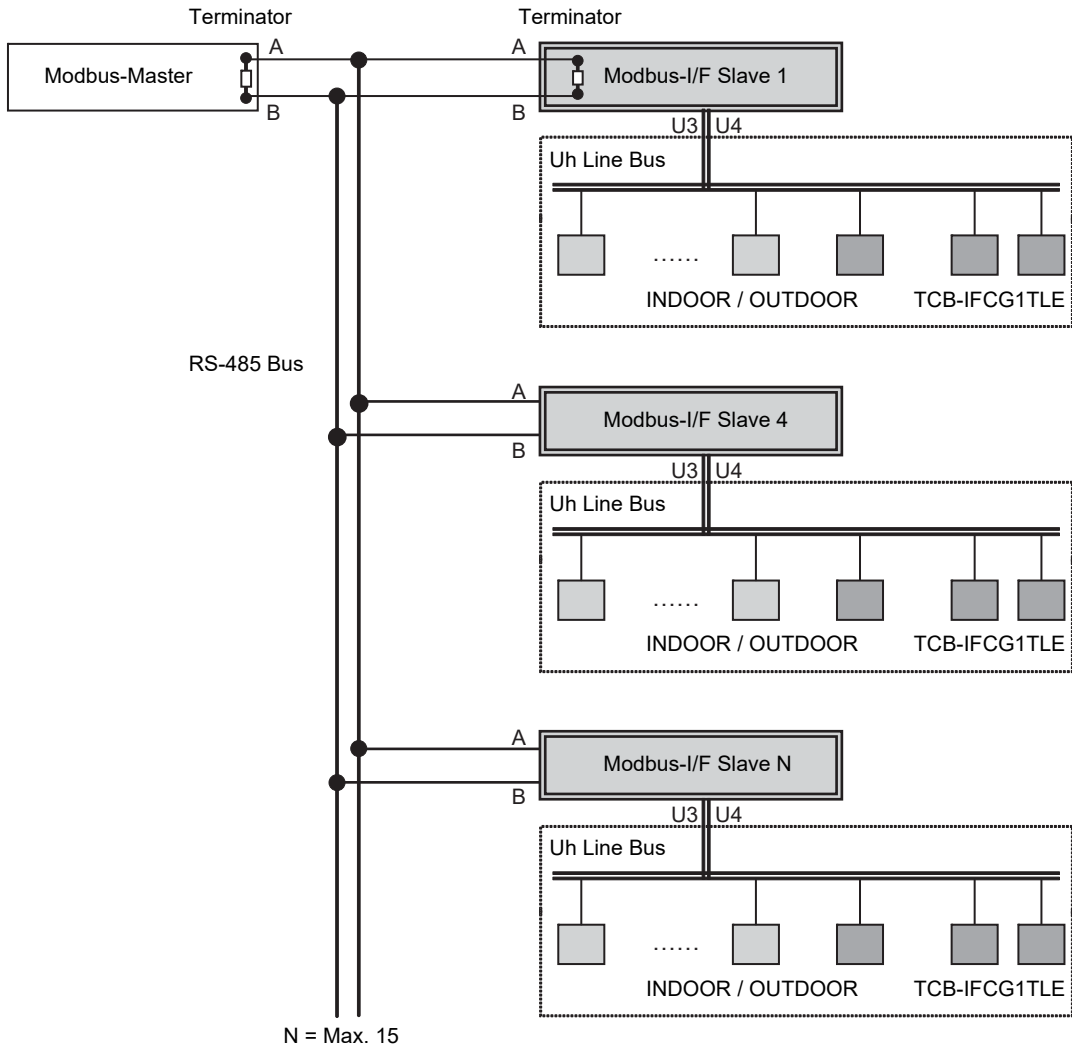 Terminator
Terminator
A
A
Modbus-Master
Modbus-I/F Slave 1
B
B
U3 U4
Uh Line Bus
......
INDOOR / OUTDOOR
TCB-IFCG1TLE
RS-485 Bus
A
Modbus-I/F Slave 4
B
U3 U4
Uh Line Bus
......
INDOOR / OUTDOOR
TCB-IFCG1TLE
A
Modbus-I/F Slave N
B
U3 U4
Uh Line Bus
......
INDOOR / OUTDOOR
TCB-IFCG1TLE
N = Max. 15